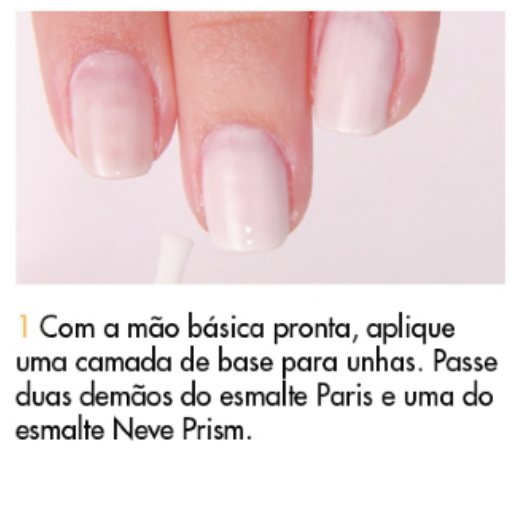 1 Com a mão básica pronta, aplique
uma camada de base para unhas. Passe
duas demãos do esmalte Paris e uma do
esmalte Neve Prism.